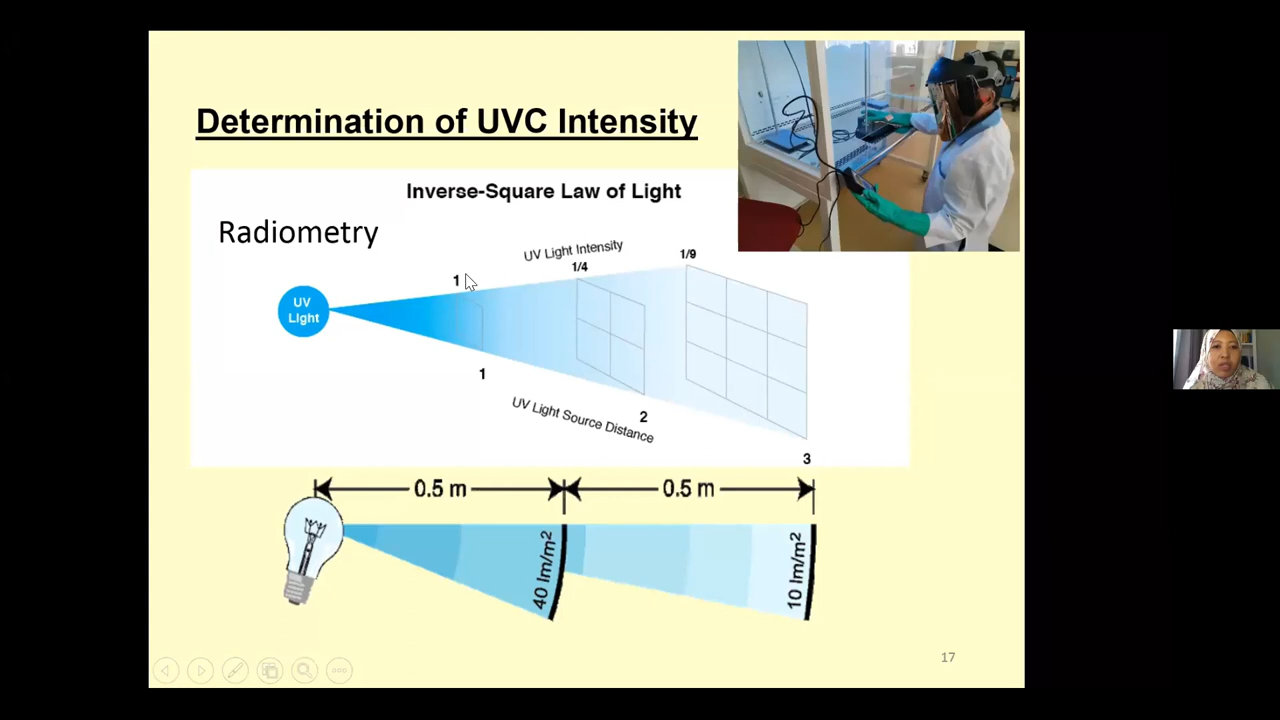 Determination of UVC Intensity
Inverse-Square Law of Light
Radiometry
UV Light Intensity
1
1/4
1/9
UV
Light
1
2
3
UV Light Source Distance
0.5 m
0.5 m
40 lm/m²
10 lm/m²
17